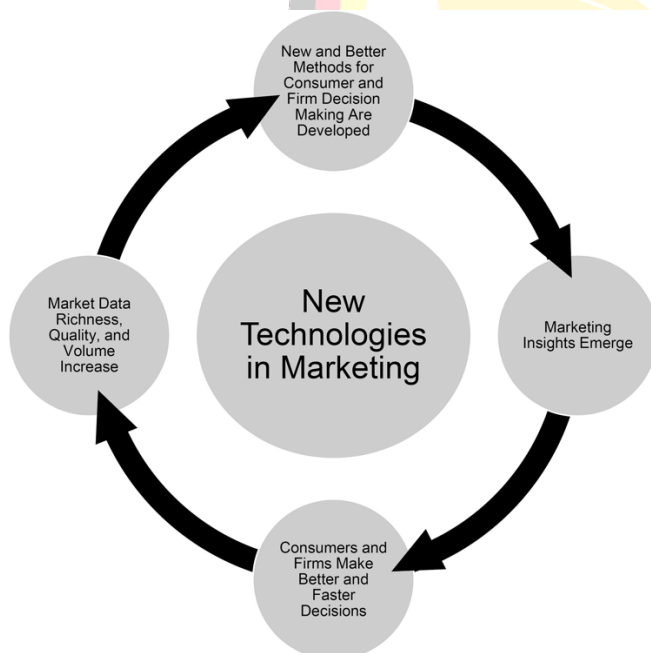 New and Better
Methods for
Consumer and
Firm Decision
Making Are
Developed
Market Data
Richness,
Quality, and
Volume
Increase
New
Technologies
in Marketing
Marketing
Insights Emerge
Consumers and
Firms Make
Better and
Faster
Decisions